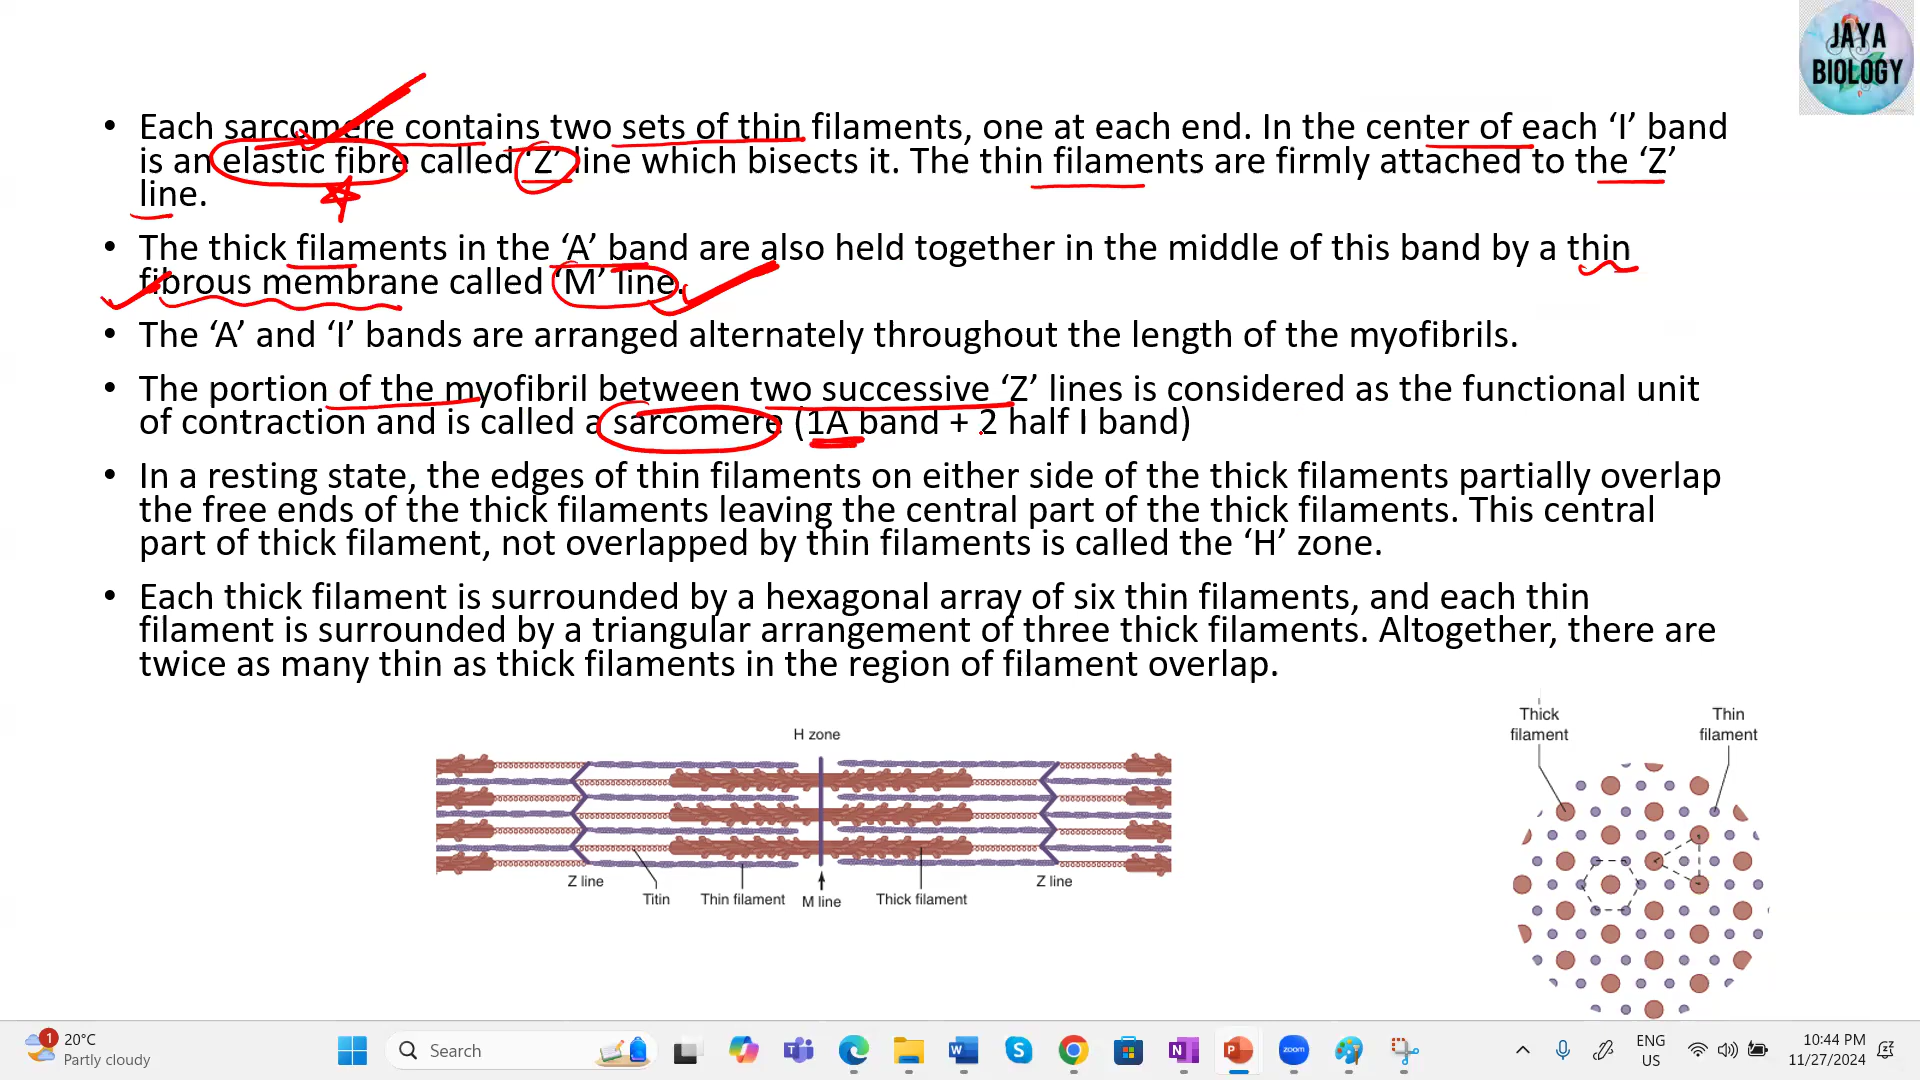 JAYA
BIOLOGY
• Each sarcomere contains two sets of thin filaments, one at each end. In the center of each ‘I’ band
is an elastic fibre called ‘Z’ line which bisects it. The thin filaments are firmly attached to the ‘Z’
line.
• The thick filaments in the ‘A’ band are also held together in the middle of this band by a thin
fibrous membrane called ‘M’ line.
• The ‘A’ and ‘I’ bands are arranged alternately throughout the length of the myofibrils.
• The portion of the myofibril between two successive ‘Z’ lines is considered as the functional unit
of contraction and is called a sarcomere (1A band + 2 half I band)
• In a resting state, the edges of thin filaments on either side of the thick filaments partially overlap
the free ends of the thick filaments leaving the central part of the thick filaments. This central
part of thick filament, not overlapped by thin filaments is called the ‘H’ zone.
• Each thick filament is surrounded by a hexagonal array of six thin filaments, and each thin
filament is surrounded by a triangular arrangement of three thick filaments. Altogether, there are
twice as many thin as thick filaments in the region of filament overlap.
H zone
Z line
Titin
Thin filament
M line
Thick filament
Z line
Thick
filament
Thin
filament
1
20°C
Partly cloudy
Search
W
S
N
P
zoom
ENG
US
10:44 PM
11/27/2024